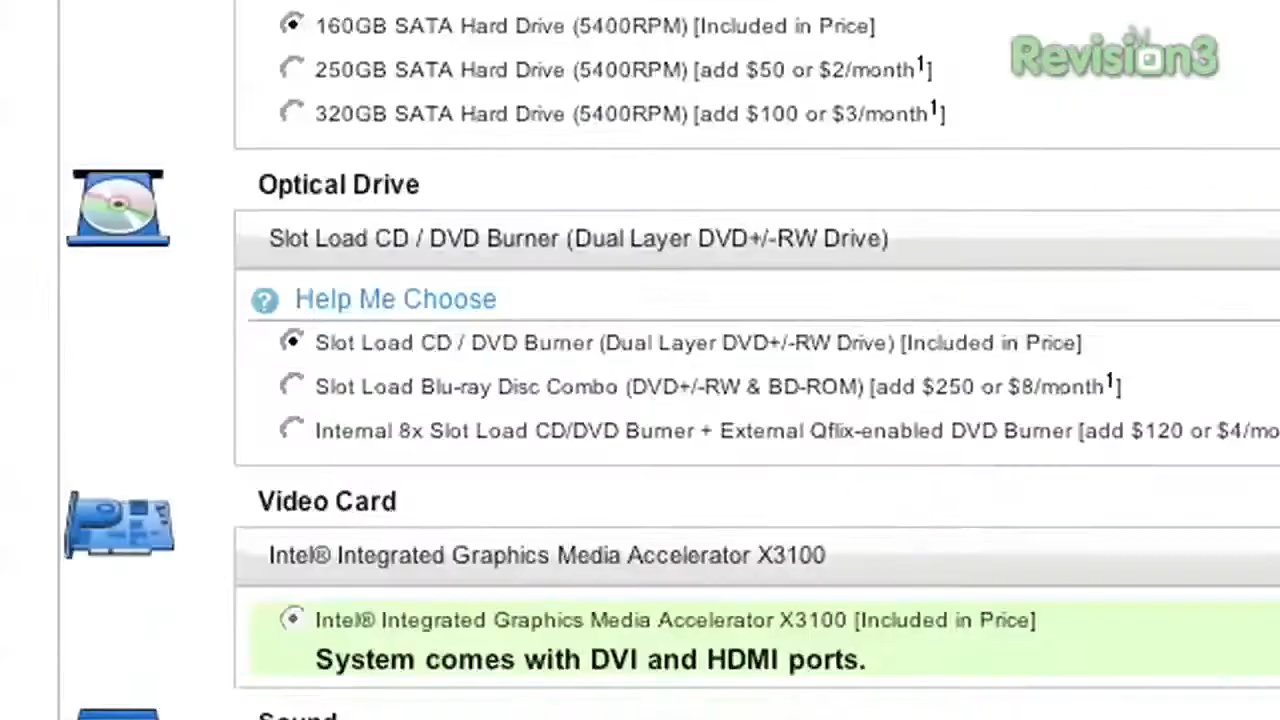 160GB SATA Hard Drive (5400RPM) [Included in Price]
Revision3
250GB SATA Hard Drive (5400RPM) [add $50 or $2/month1]
320GB SATA Hard Drive (5400RPM) [add $100 or $3/month1]
Optical Drive
Slot Load CD / DVD Burner (Dual Layer DVD+/-RW Drive)
? Help Me Choose
Slot Load CD / DVD Burner (Dual Layer DVD+/-RW Drive) [Included in Price]
Slot Load Blu-ray Disc Combo (DVD+/-RW & BD-ROM) [add $250 or $8/month1]
Internal 8x Slot Load CD/DVD Burner + External Qflix-enabled DVD Burner [add $120 or $4/mo
Video Card
Intel® Integrated Graphics Media Accelerator X3100
Intel® Integrated Graphics Media Accelerator X3100 [Included in Price]
System comes with DVI and HDMI ports.
Sound